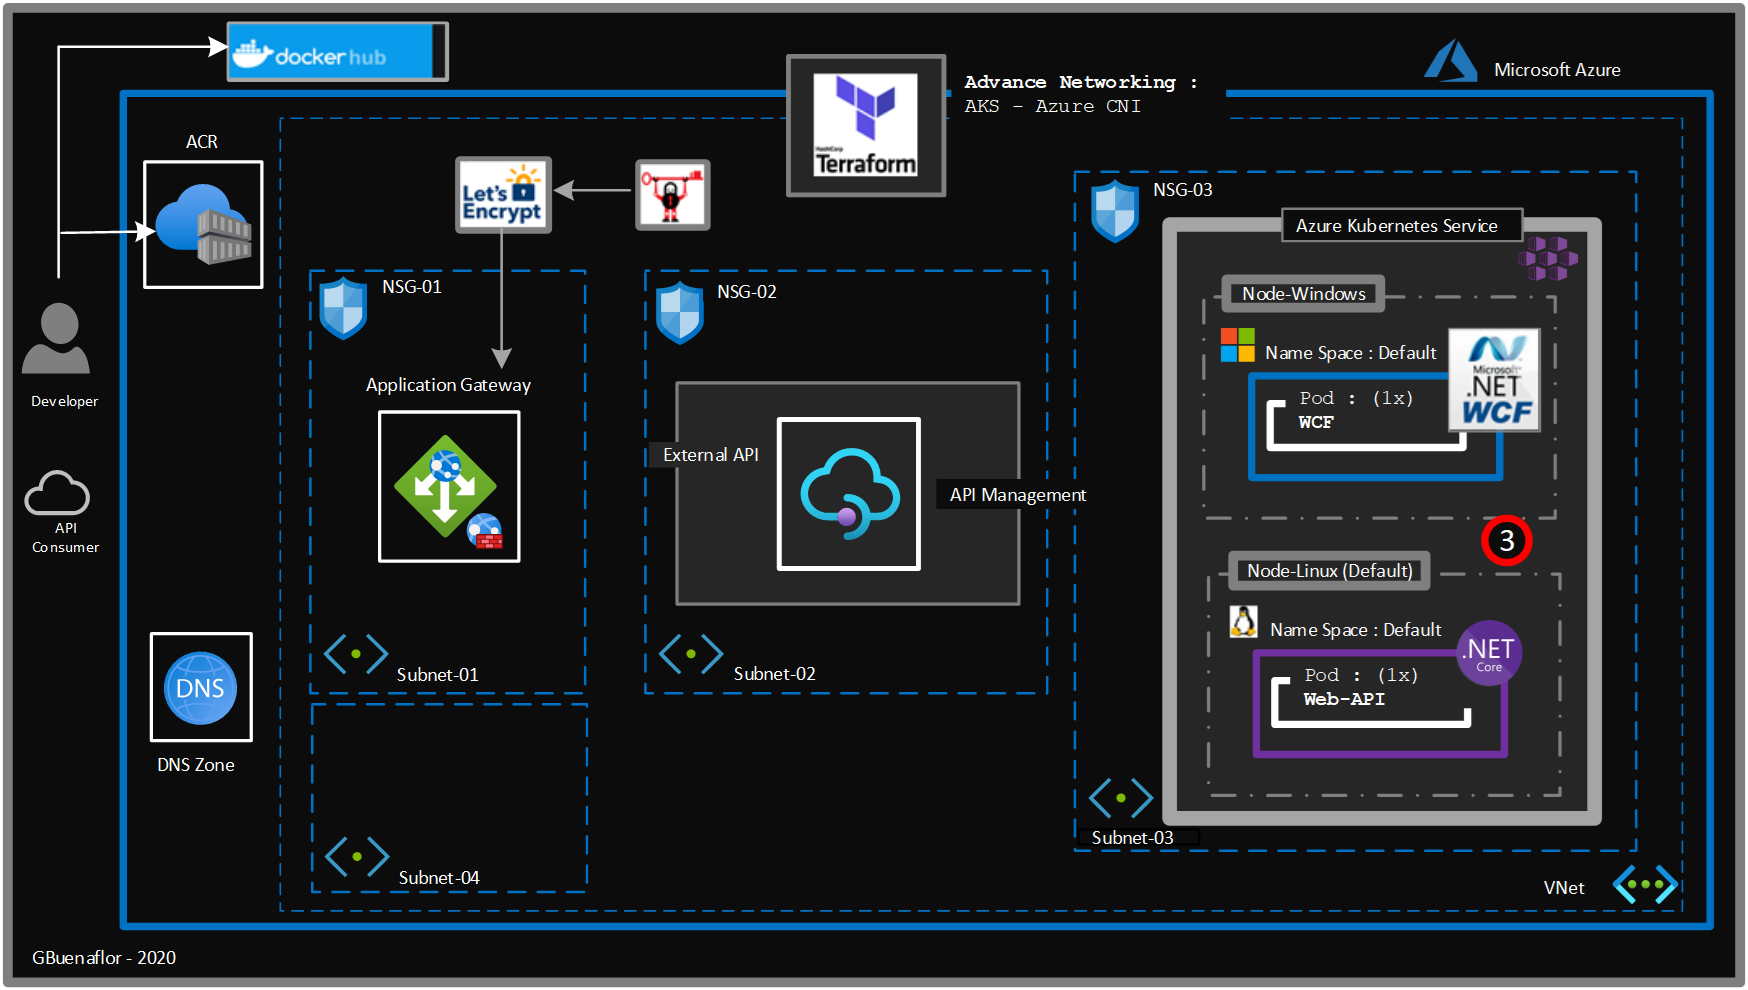 docker hub
Microsoft Azure
Advance Networking :
AKS - Azure CNI
HashiCorp
Terraform
ACR
Let's
Encrypt
NSG-03
Azure Kubernetes Service
NSG-01
NSG-02
Node-Windows
Name Space : Default
Microsoft®
.NET
WCF
Pod : (1x)
WCF
Application Gateway
Developer
External API
API Management
API
Consumer
3
Node-Linux (Default)
Name Space : Default
.NET
Core
Pod : (1x)
Web-API
Subnet-01
Subnet-02
DNS
DNS Zone
Subnet-03
Subnet-04
VNet
GBuenaflor - 2020